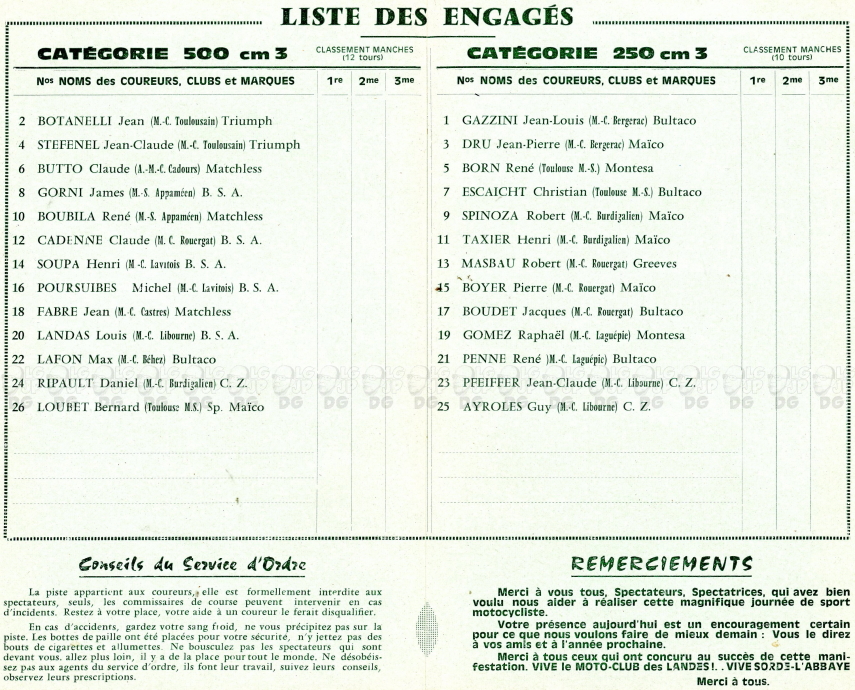 LISTE DES ENGAGÉS
CATÉGORIE 500 cm3
CLASSEMENT MANCHES
(12 tours)
Nos NOMS des COUREURS, CLUBS et MARQUES 1re 2me 3me
2 BOTANELLI Jean (M.-C. Toulousain) Triumph
4 STEFENEL Jean-Claude (M.-C. Toulousain) Triumph
6 BUTTO Claude (A.-M.-C. Cadours) Matchless
8 GORNI James (M.-S. Appaméen) B. S. A.
10 BOUBILA René (M.-S. Appaméen) Matchless
12 CADENNE Claude (M. C. Rouergat) B. S. A.
14 SOUPA Henri (M.-C. Lavitois B. S. A.
16 POURSUIBES Michel (M.-C. Lavitois) B. S. A.
18 FABRE Jean (M.-C. Castres) Matchless
20 LANDAS Louis (M.-C. Libourne) B. S. A.
22 LAFON Max (M.-C. Béhez) Bultaco
24 RIPAULT Daniel (M.-C. Burdigalien) C. Z.
26 LOUBET Bernard (Toulouse M.S.) Sp. Maïco
CATÉGORIE 250 cm3
CLASSEMENT MANCHES
(10 tours)
Nos NOMS des COUREURS, CLUBS et MARQUES 1re 2me 3me
1 GAZZINI Jean-Louis (M.-C. Bergerac) Bultaco
3 DRU Jean-Pierre (M.-C. Bergerac) Maïco
5 BORN René (Toulouse M.-S.) Montesa
7 ESCAICHT Christian (Toulouse M.-S.) Bultaco
9 SPINOZA Robert (M.-C. Burdigalien) Maïco
11 TAXIER Henri (M.-C. Burdigalien) Maïco
13 MASBAU Robert (M.-C. Rouergat) Greeves
15 BOYER Pierre (M.-C. Rouergat) Maïco
17 BOUDET Jacques (M.-C. Rouergat) Bultaco
19 GOMEZ Raphaël (M.-C. Laguépie) Montesa
21 PENNE René )M.-C. Laguépie) Bultaco
23 PFEIFFER Jean-Claude (M.-C. Libourne) C. Z.
25 AYROLES Guy (M.-C. Libourne) C. Z.
Conseils du Service d'Ordre
La piste appartient aux coureurs, elle est formellement interdite aux
spectateurs, seuls, les commissaires de course peuvent intervenir en cas
d'incidents. Restez à votre place, votre aide à un coureur le ferait disqualifier.
En cas d'accidents, gardez votre sang froid, ne vous précipitez pas sur la
piste. Les bottes de paille ont été placées pour votre sécurité, n'y jettez pas des
bouts de cigarettes et allumettes. Ne bousculez pas les spectateurs qui sont
devant vous, allez plus loin, il y a de la place pour tout le monde. Ne désobéis-
sez pas aux agents du service d'ordre, ils font leur travail, suivez leurs conseils,
observez leurs prescriptions.
REMERCIEMENTS
Merci à vous tous, Spectateurs, Spectatrices, qui avez bien
voulu nous aider à réaliser cette magnifique journée de sport
motocycliste.
Votre présence aujourd'hui est un encouragement certain
pour ce que nous voulons faire de mieux demain : Vous le direz
à vos amis et à l'année prochaine.
Merci à tous ceux qui ont concuru au succès de cette mani-
festation. VIVE le MOTO-CLUB des LANDES!. . VIVE SORDE-L'ABBAYE
Merci à tous.